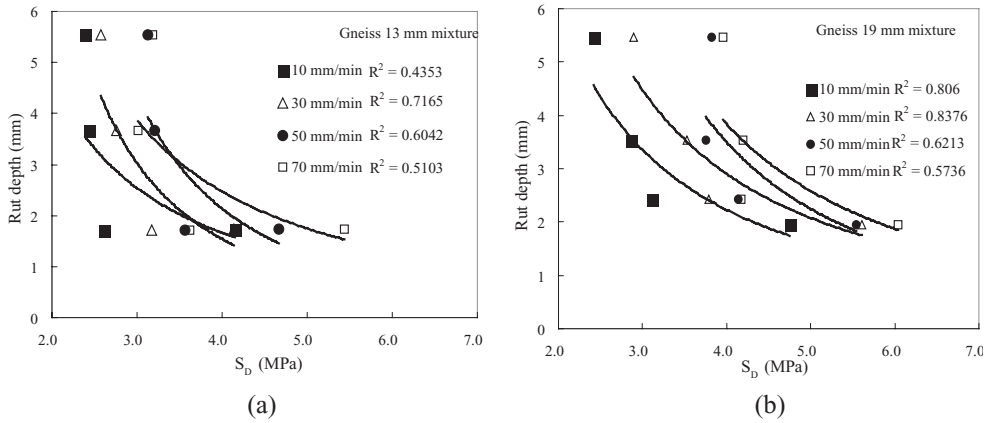 Gneiss 13 mm mixture
10 mm/min R² = 0.4353
30 mm/min R² = 0.7165
50 mm/min R² = 0.6042
70 mm/min R² = 0.5103
Rut depth (mm)
6
5
4
3
2
1
0
2.0 3.0 4.0 5.0 6.0 7.0
S_D (MPa)
(a)
Gneiss 19 mm mixture
10 mm/min R² = 0.806
30 mm/min R² = 0.8376
50 mm/min R² = 0.6213
70 mm/min R² = 0.5736
Rut depth (mm)
6
5
4
3
2
1
0
2.0 3.0 4.0 5.0 6.0 7.0
S_D (MPa)
(b)